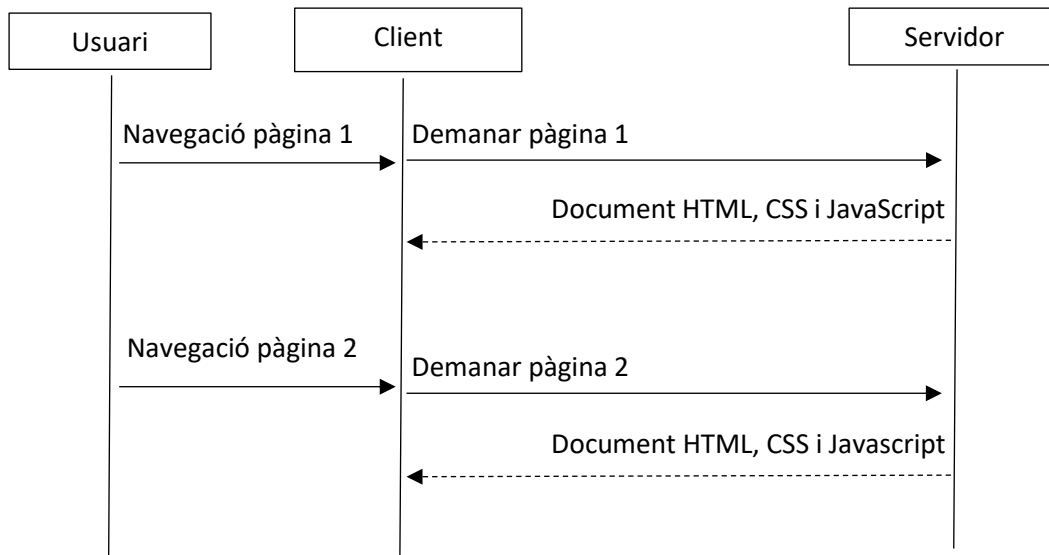 Usuari
Client
Servidor
Navegació pàgina 1
Demanar pàgina 1
Document HTML, CSS i JavaScript
Navegació pàgina 2
Demanar pàgina 2
Document HTML, CSS i Javascript